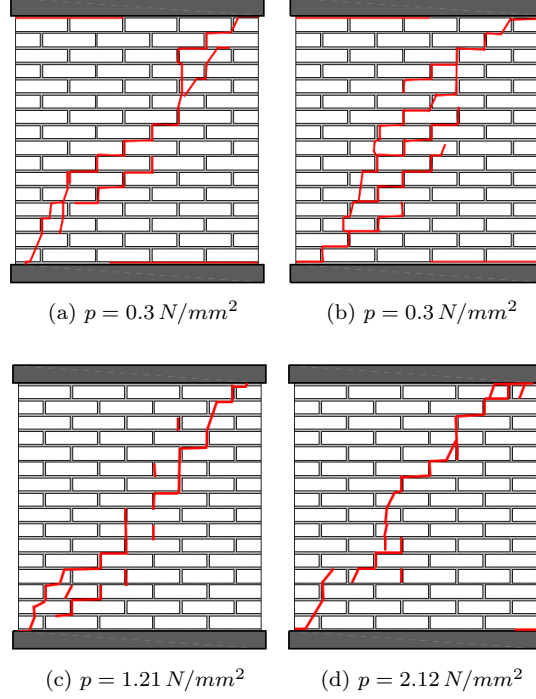 (a) p = 0.3 N/mm²
(b) p = 0.3 N/mm²
(c) p = 1.21 N/mm²
(d) p = 2.12 N/mm²